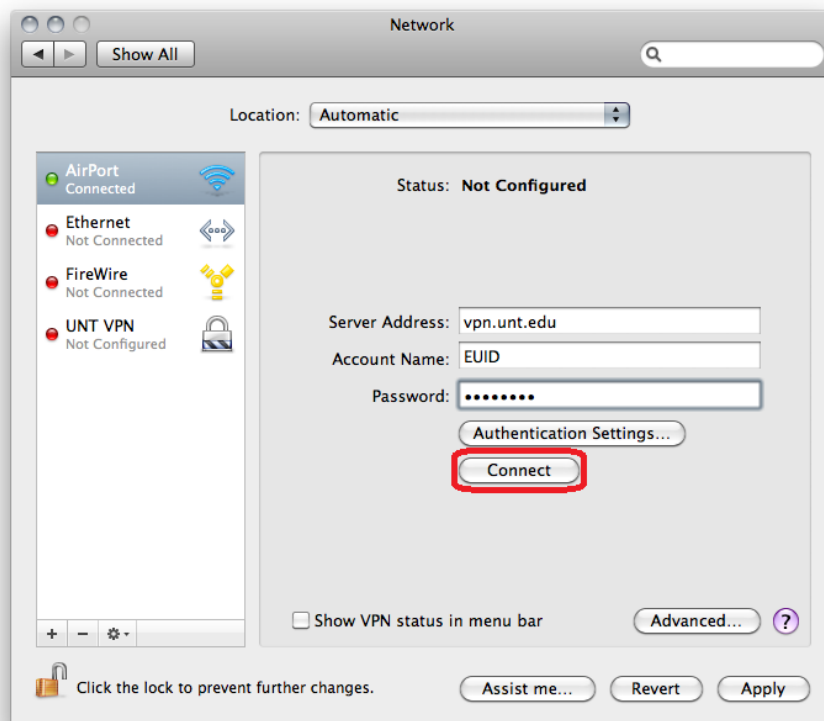 Network
Show All
Location: Automatic
AirPort
Connected
Ethernet
Not Connected
FireWire
Not Connected
UNT VPN
Not Configured
Status: Not Configured
Server Address: vpn.unt.edu
Account Name: EUID
Password: ••••••••
Authentication Settings...
Connect
Show VPN status in menu bar
Advanced... ?
+ −
Click the lock to prevent further changes.
Assist me... Revert Apply